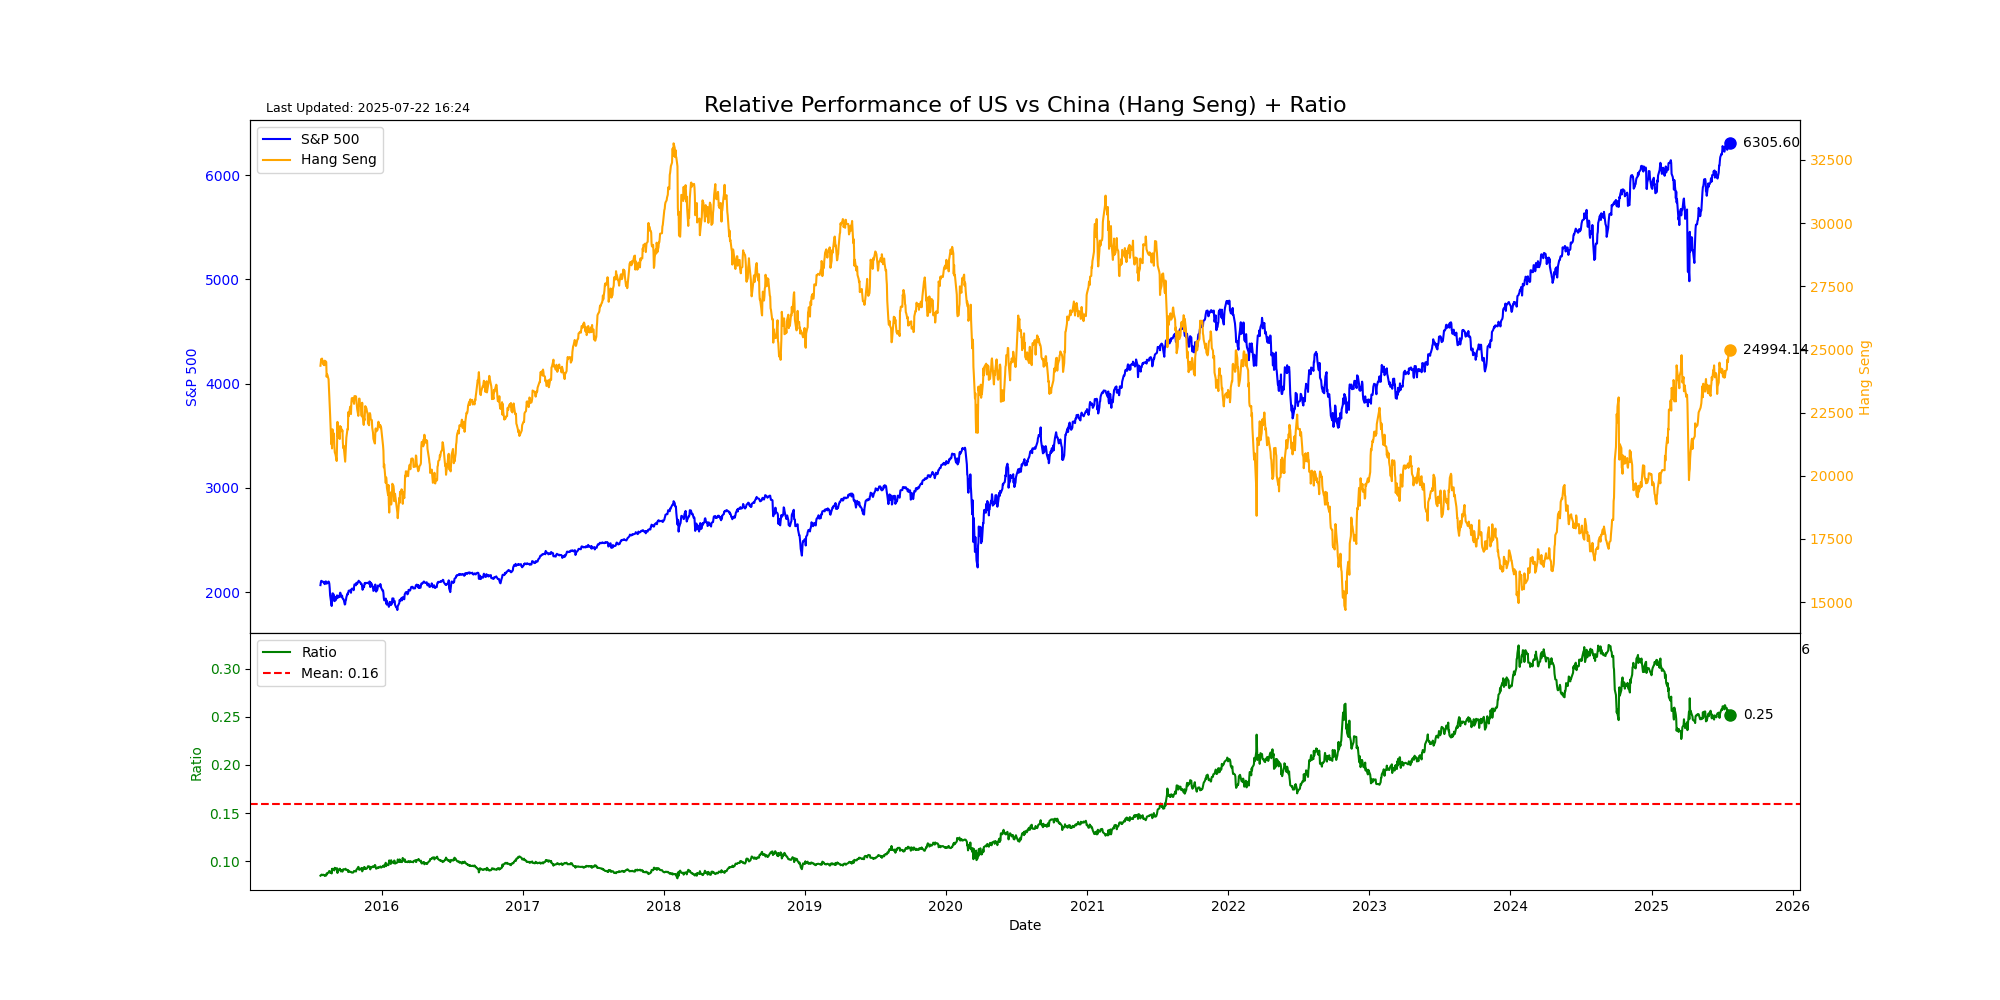 Relative Performance of US vs China (Hang Seng) + Ratio
Last Updated: 2025-07-22 16:24
S&P 500
Hang Seng
6305.60
24994.14
6000
5000
4000
3000
2000
S&P 500
32500
30000
27500
25000
22500
20000
17500
15000
Hang Seng
Ratio
Mean: 0.16
6
0.25
0.30
0.25
0.20
0.15
0.10
Ratio
2016 2017 2018 2019 2020 2021 2022 2023 2024 2025 2026
Date